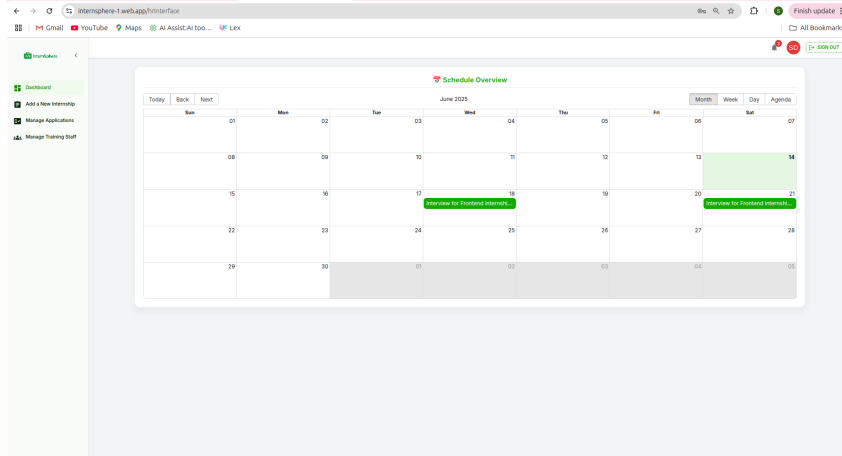 internsphere-1.web.app/hrInterface
Finish update
M Gmail YouTube Maps AI Assist:AI too... Lex
All Bookmark
InternSphere
2
SD
SIGN OUT
Dashboard
Add a New Internship
Manage Applications
Manage Training Staff
Schedule Overview
Today Back Next
June 2025
Month Week Day Agenda
Sun Mon Tue Wed Thu Fri Sat
01 02 03 04 05 06 07
08 09 10 11 12 13 14
15 16 17 18 19 20 21
Interview for Frontend Internshi... Interview for Frontend Internshi...
22 23 24 25 26 27 28
29 30 01 02 03 04 05